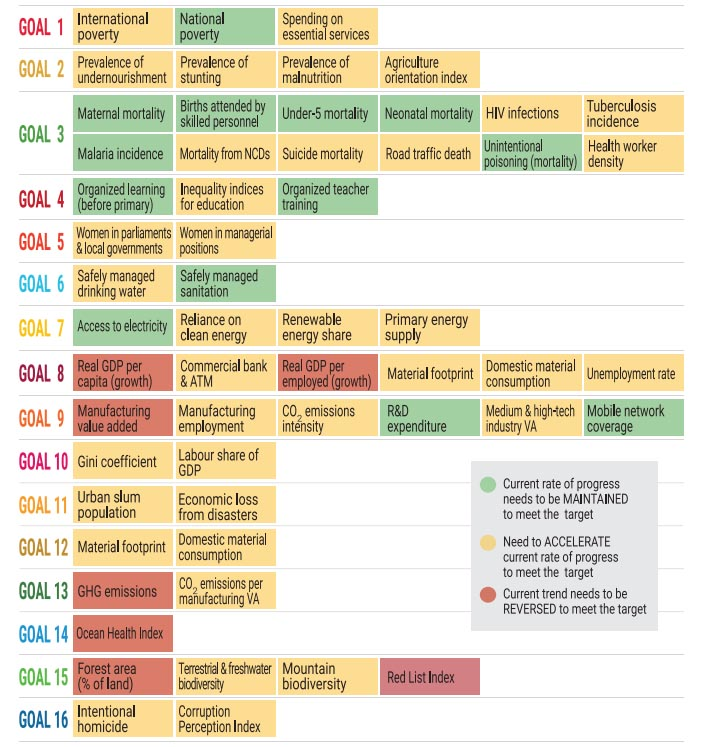 GOAL 1
International
poverty
National
poverty
Spending on
essential services
GOAL 2
Prevalence of
undernourishment
Prevalence of
stunting
Prevalence of
malnutrition
Agriculture
orientation index
GOAL 3
Maternal mortality
Births attended by
skilled personnel
Under-5 mortality
Neonatal mortality
HIV infections
Tuberculosis
incidence
Malaria incidence
Mortality from NCDs
Suicide mortality
Road traffic death
Unintentional
poisoning (mortality)
Health worker
density
GOAL 4
Organized learning
(before primary)
Inequality indices
for education
Organized teacher
training
GOAL 5
Women in parliaments
& local governments
Women in managerial
positions
GOAL 6
Safely managed
drinking water
Safely managed
sanitation
GOAL 7
Access to electricity
Reliance on
clean energy
Renewable
energy share
Primary energy
supply
GOAL 8
Real GDP per
capita (growth)
Commercial bank
& ATM
Real GDP per
employed (growth)
Material footprint
Domestic material
consumption
Unemployment rate
GOAL 9
Manufacturing
value added
Manufacturing
employment
CO2 emissions
intensity
R&D
expenditure
Medium & high-tech
industry VA
Mobile network
coverage
GOAL 10
Gini coefficient
Labour share of
GDP
GOAL 11
Urban slum
population
Economic loss
from disasters
GOAL 12
Material footprint
Domestic material
consumption
GOAL 13
GHG emissions
CO2 emissions per
manufacturing VA
GOAL 14
Ocean Health Index
GOAL 15
Forest area
(% of land)
Terrestrial & freshwater
biodiversity
Mountain
biodiversity
Red List Index
GOAL 16
Intentional
homicide
Corruption
Perception Index
Current rate of progress
needs to be MAINTAINED
to meet the target
Need to ACCELERATE
current rate of progress
to meet the target
Current trend needs to be
REVERSED to meet the target